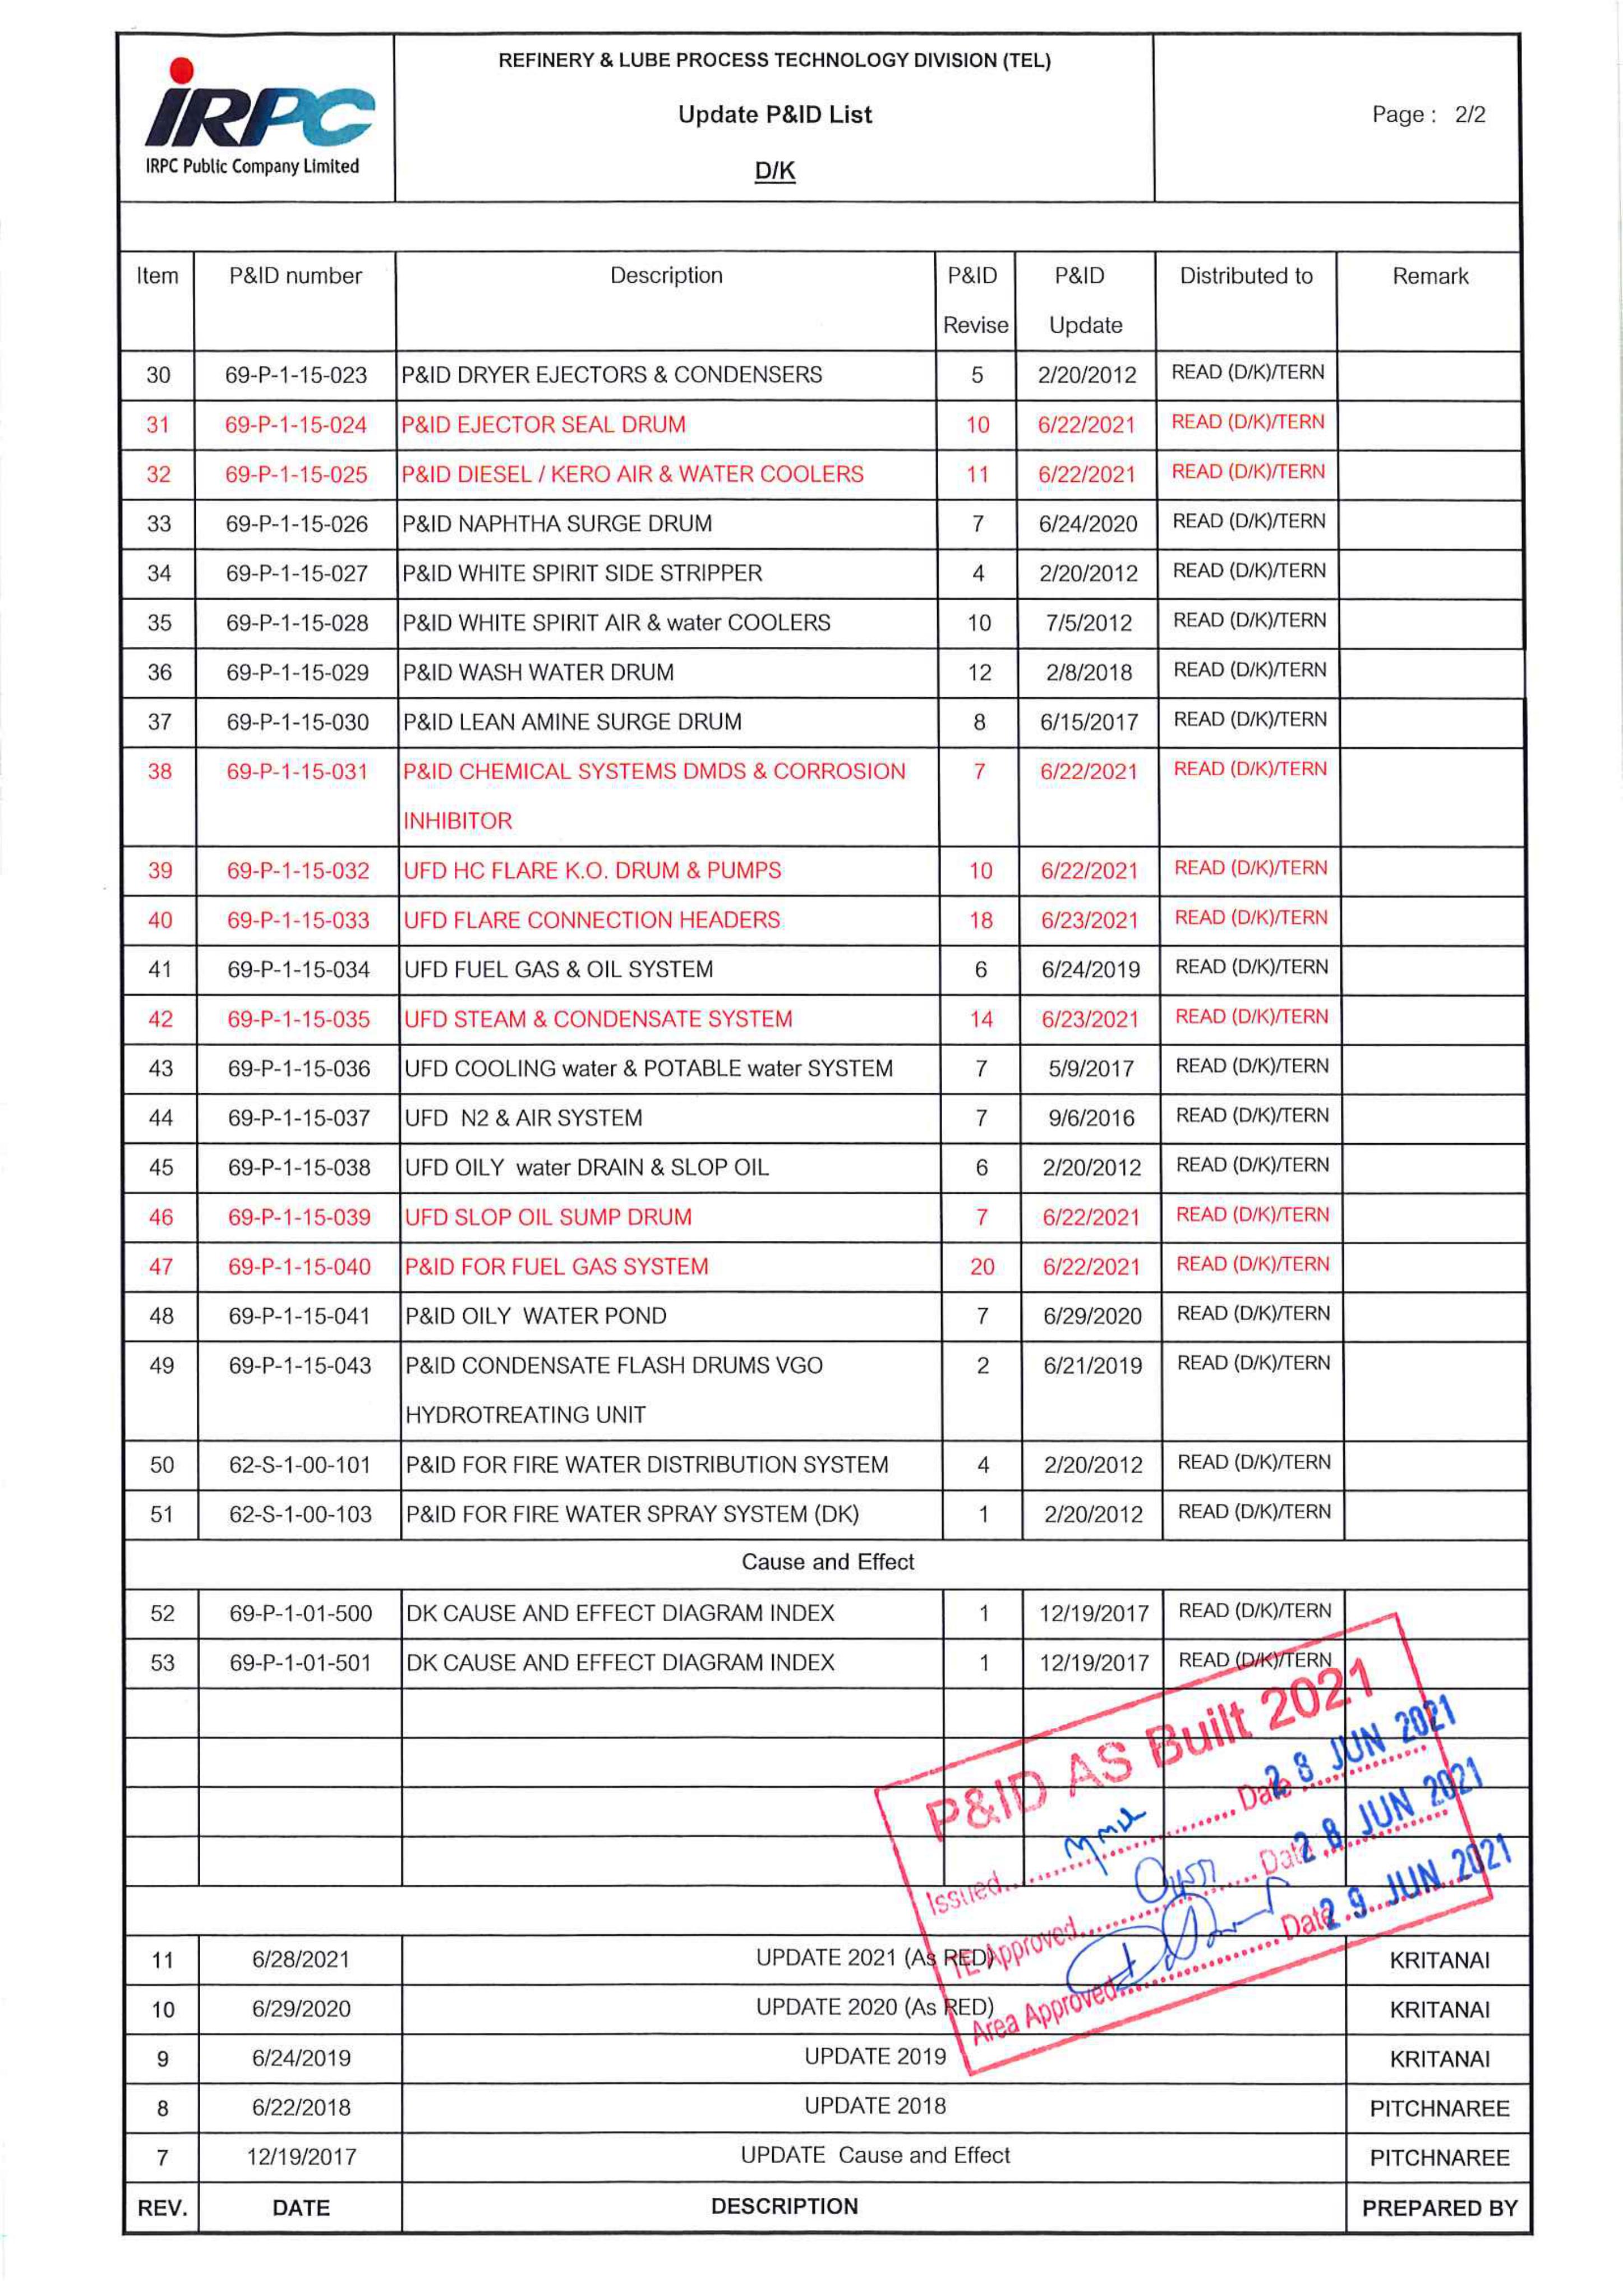 REFINERY & LUBE PROCESS TECHNOLOGY DIVISION (TEL)
iRPC
Update P&ID List
Page : 2/2
IRPC Public Company Limited
D/K
Item P&ID number Description P&ID P&ID Distributed to Remark
Revise Update
30 69-P-1-15-023 P&ID DRYER EJECTORS & CONDENSERS 5 2/20/2012 READ (D/K)/TERN
31 69-P-1-15-024 P&ID EJECTOR SEAL DRUM 10 6/22/2021 READ (D/K)/TERN
32 69-P-1-15-025 P&ID DIESEL / KERO AIR & WATER COOLERS 11 6/22/2021 READ (D/K)/TERN
33 69-P-1-15-026 P&ID NAPHTHA SURGE DRUM 7 6/24/2020 READ (D/K)/TERN
34 69-P-1-15-027 P&ID WHITE SPIRIT SIDE STRIPPER 4 2/20/2012 READ (D/K)/TERN
35 69-P-1-15-028 P&ID WHITE SPIRIT AIR & water COOLERS 10 7/5/2012 READ (D/K)/TERN
36 69-P-1-15-029 P&ID WASH WATER DRUM 12 2/8/2018 READ (D/K)/TERN
37 69-P-1-15-030 P&ID LEAN AMINE SURGE DRUM 8 6/15/2017 READ (D/K)/TERN
38 69-P-1-15-031 P&ID CHEMICAL SYSTEMS DMDS & CORROSION 7 6/22/2021 READ (D/K)/TERN
INHIBITOR
39 69-P-1-15-032 UFD HC FLARE K.O. DRUM & PUMPS 10 6/22/2021 READ (D/K)/TERN
40 69-P-1-15-033 UFD FLARE CONNECTION HEADERS 18 6/23/2021 READ (D/K)/TERN
41 69-P-1-15-034 UFD FUEL GAS & OIL SYSTEM 6 6/24/2019 READ (D/K)/TERN
42 69-P-1-15-035 UFD STEAM & CONDENSATE SYSTEM 14 6/23/2021 READ (D/K)/TERN
43 69-P-1-15-036 UFD COOLING water & POTABLE water SYSTEM 7 5/9/2017 READ (D/K)/TERN
44 69-P-1-15-037 UFD N2 & AIR SYSTEM 7 9/6/2016 READ (D/K)/TERN
45 69-P-1-15-038 UFD OILY water DRAIN & SLOP OIL 6 2/20/2012 READ (D/K)/TERN
46 69-P-1-15-039 UFD SLOP OIL SUMP DRUM 7 6/22/2021 READ (D/K)/TERN
47 69-P-1-15-040 P&ID FOR FUEL GAS SYSTEM 20 6/22/2021 READ (D/K)/TERN
48 69-P-1-15-041 P&ID OILY WATER POND 7 6/29/2020 READ (D/K)/TERN
49 69-P-1-15-043 P&ID CONDENSATE FLASH DRUMS VGO 2 6/21/2019 READ (D/K)/TERN
HYDROTREATING UNIT
50 62-S-1-00-101 P&ID FOR FIRE WATER DISTRIBUTION SYSTEM 4 2/20/2012 READ (D/K)/TERN
51 62-S-1-00-103 P&ID FOR FIRE WATER SPRAY SYSTEM (DK) 1 2/20/2012 READ (D/K)/TERN
Cause and Effect
52 69-P-1-01-500 DK CAUSE AND EFFECT DIAGRAM INDEX 1 12/19/2017 READ (D/K)/TERN
53 69-P-1-01-501 DK CAUSE AND EFFECT DIAGRAM INDEX 1 12/19/2017 READ (D/K)/TERN
P&ID AS Built 2021
Issued Date 28 JUN 2021
TE Approved Date 28 JUN 2021
Area Approved Date 29 JUN 2021
11 6/28/2021 UPDATE 2021 (As RED) KRITANAI
10 6/29/2020 UPDATE 2020 (As RED) KRITANAI
9 6/24/2019 UPDATE 2019 KRITANAI
8 6/22/2018 UPDATE 2018 PITCHNAREE
7 12/19/2017 UPDATE Cause and Effect PITCHNAREE
REV. DATE DESCRIPTION PREPARED BY